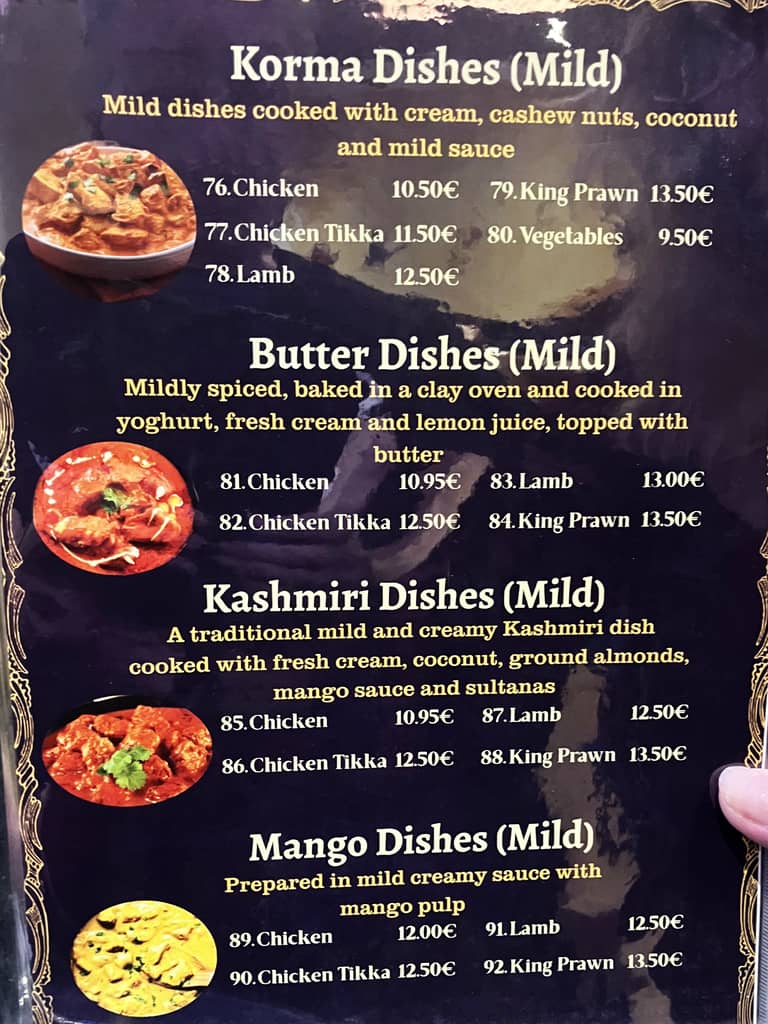 Korma Dishes (Mild)
Mild dishes cooked with cream, cashew nuts, coconut
and mild sauce
76.Chicken 10.50€ 79.King Prawn 13.50€
77.Chicken Tikka 11.50€ 80.Vegetables 9.50€
78.Lamb 12.50€
Butter Dishes (Mild)
Mildly spiced, baked in a clay oven and cooked in
yoghurt, fresh cream and lemon juice, topped with
butter
81.Chicken 10.95€ 83.Lamb 13.00€
82.Chicken Tikka 12.50€ 84.King Prawn 13.50€
Kashmiri Dishes (Mild)
A traditional mild and creamy Kashmiri dish
cooked with fresh cream, coconut, ground almonds,
mango sauce and sultanas
85.Chicken 10.95€ 87.Lamb 12.50€
86.Chicken Tikka 12.50€ 88.King Prawn 13.50€
Mango Dishes (Mild)
Prepared in mild creamy sauce with
mango pulp
89.Chicken 12.00€ 91.Lamb 12.50€
90.Chicken Tikka 12.50€ 92.King Prawn 13.50€